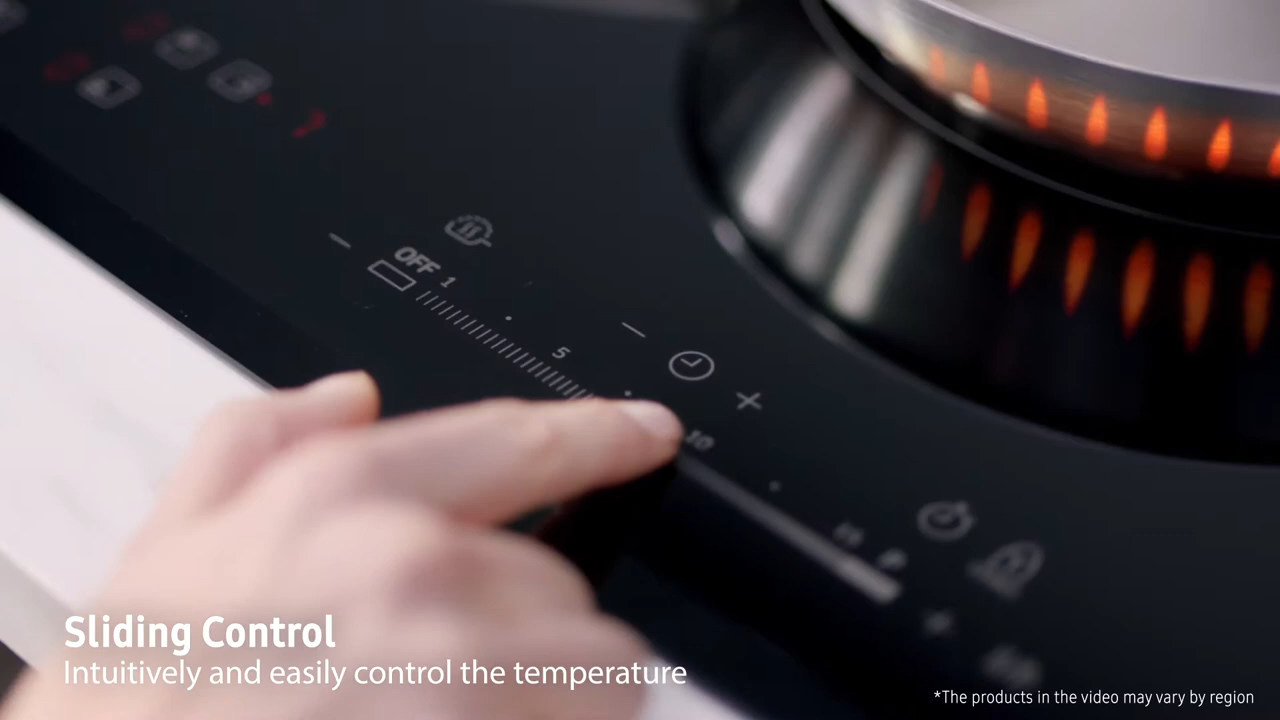 OFF 1
5
10
15 P
Sliding Control
Intuitively and easily control the temperature
*The products in the video may vary by region